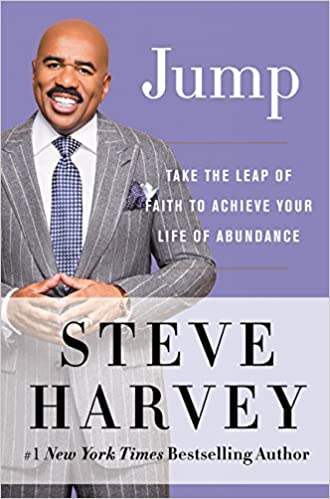 Jump
TAKE THE LEAP OF
FAITH TO ACHIEVE YOUR
LIFE OF ABUNDANCE
STEVE
HARVEY
#1 New York Times Bestselling Author